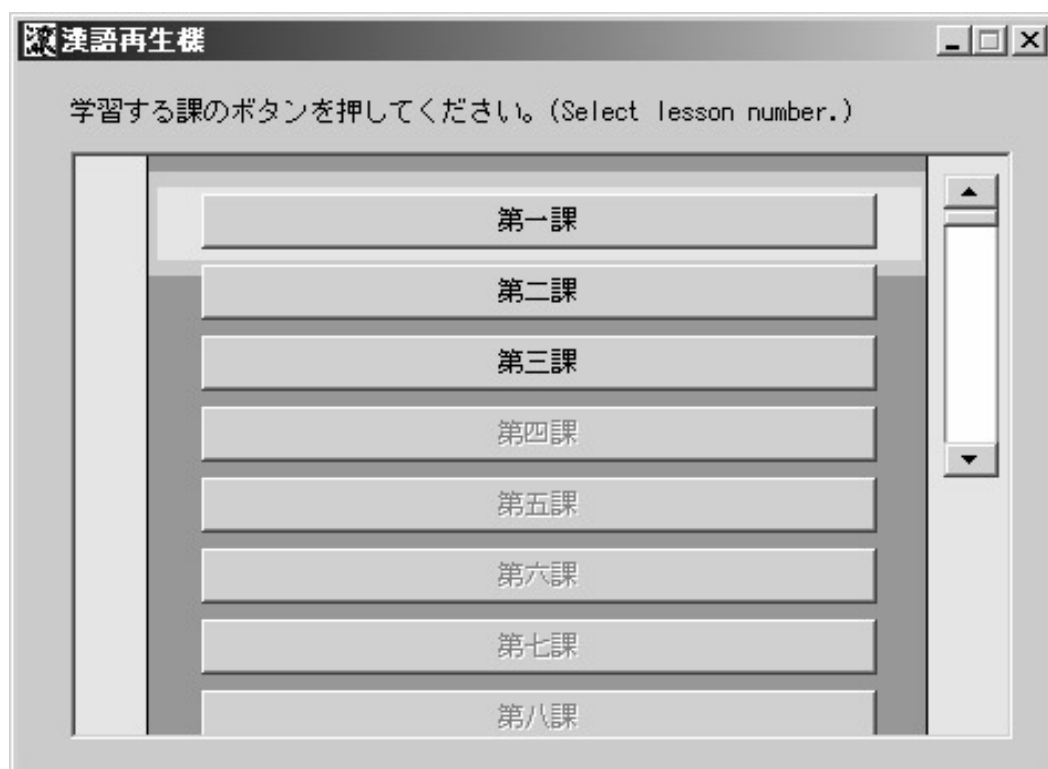 漢語再生機
学習する課のボタンを押してください。(Select lesson number.)
第一課
第二課
第三課
第四課
第五課
第六課
第七課
第八課